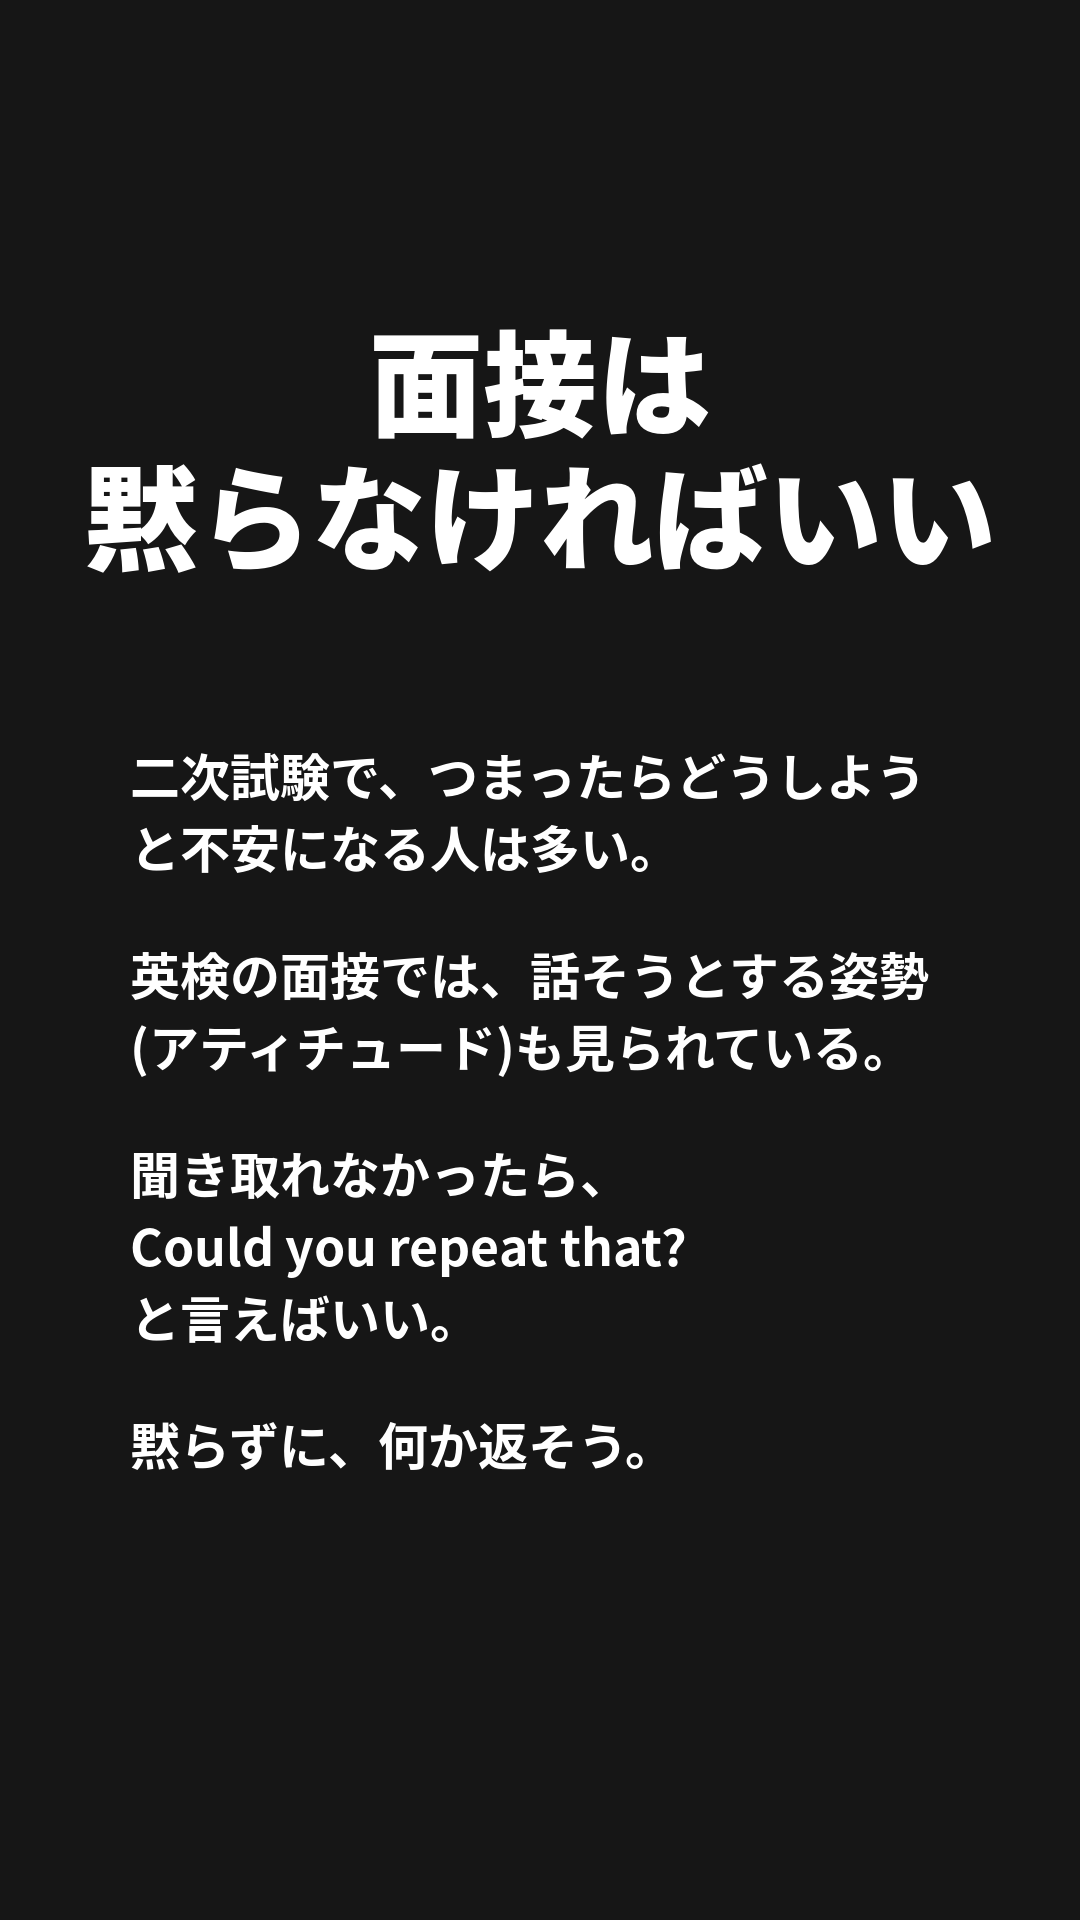 面接は
黙らなければいい
二次試験で、つまったらどうしよう
と不安になる人は多い。
英検の面接では、話そうとする姿勢
(アティチュード)も見られている。
聞き取れなかったら、
Could you repeat that?
と言えばいい。
黙らずに、何か返そう。